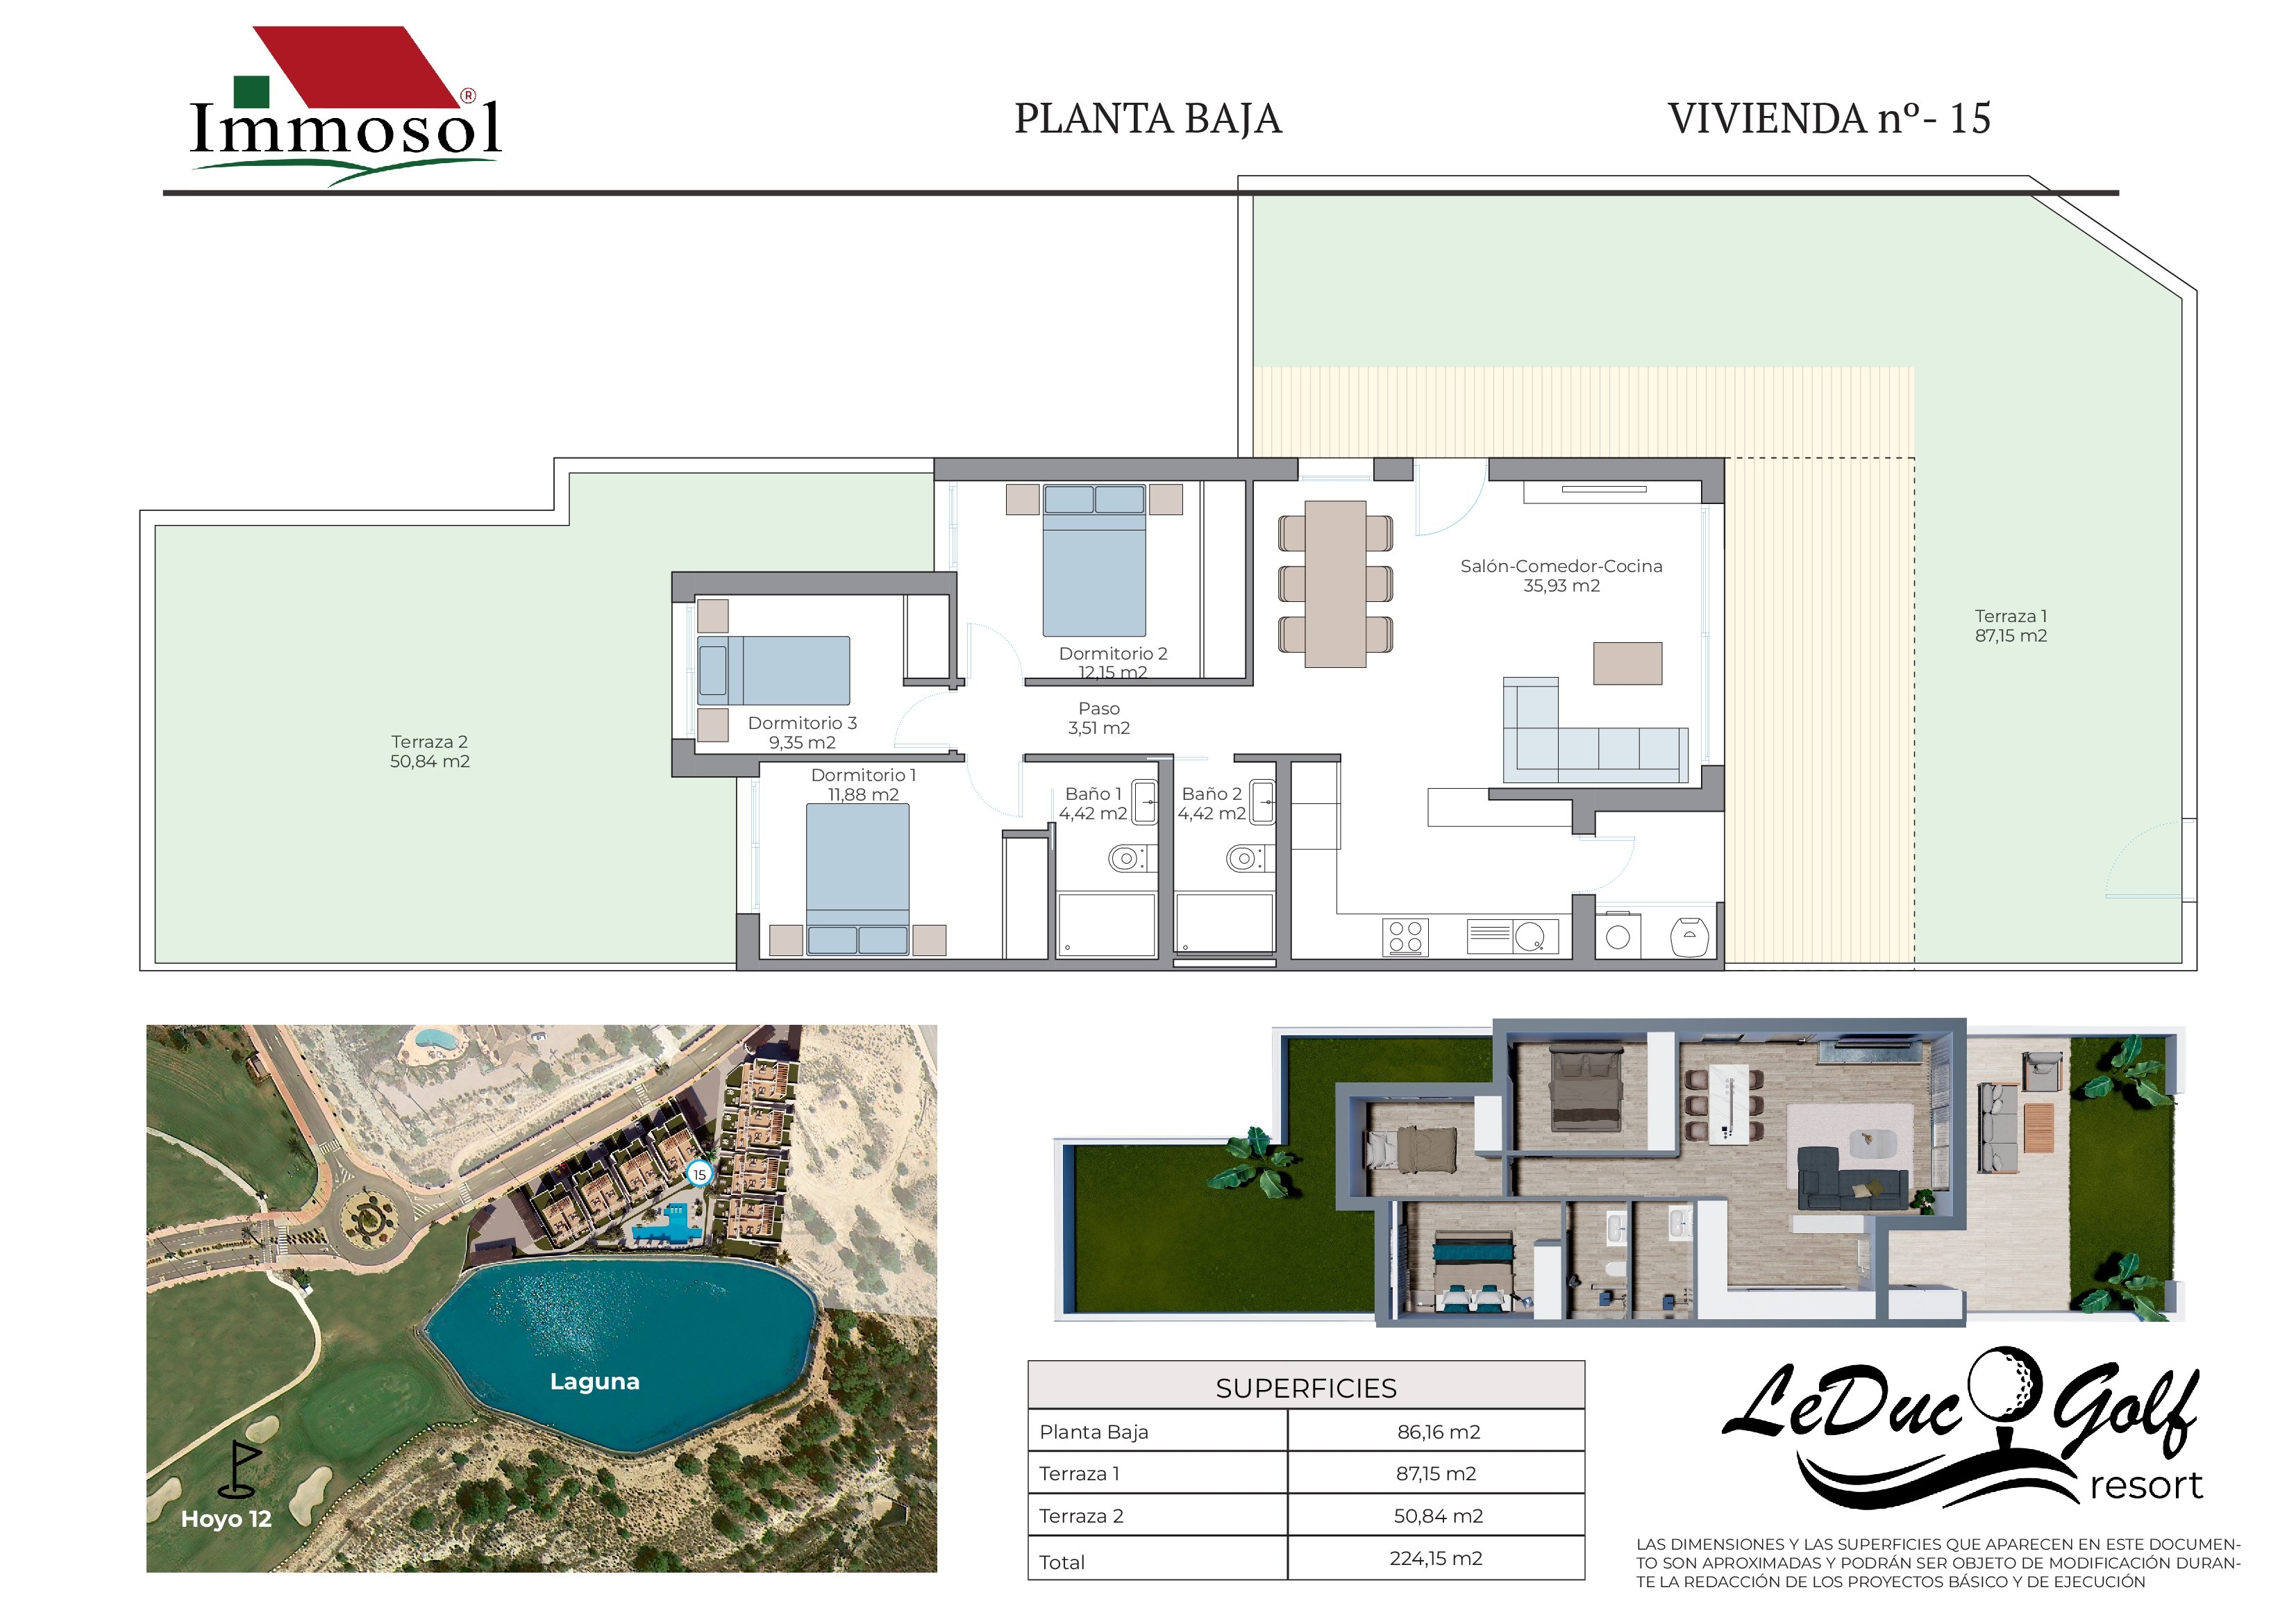 Immosol®
PLANTA BAJA
VIVIENDA nº- 15
Salón-Comedor-Cocina
35,93 m2
Terraza 1
87,15 m2
Dormitorio 2
12,15 m2
Dormitorio 3
9,35 m2
Paso
3,51 m2
Terraza 2
50,84 m2
Dormitorio 1
11,88 m2
Baño 1
4,42 m2
Baño 2
4,42 m2
15
Laguna
Hoyo 12
SUPERFICIES
Planta Baja 86,16 m2
Terraza 1 87,15 m2
Terraza 2 50,84 m2
Total 224,15 m2
LeDuc Golf
resort
LAS DIMENSIONES Y LAS SUPERFICIES QUE APARECEN EN ESTE DOCUMEN-
TO SON APROXIMADAS Y PODRÁN SER OBJETO DE MODIFICACIÓN DURAN-
TE LA REDACCIÓN DE LOS PROYECTOS BÁSICO Y DE EJECUCIÓN